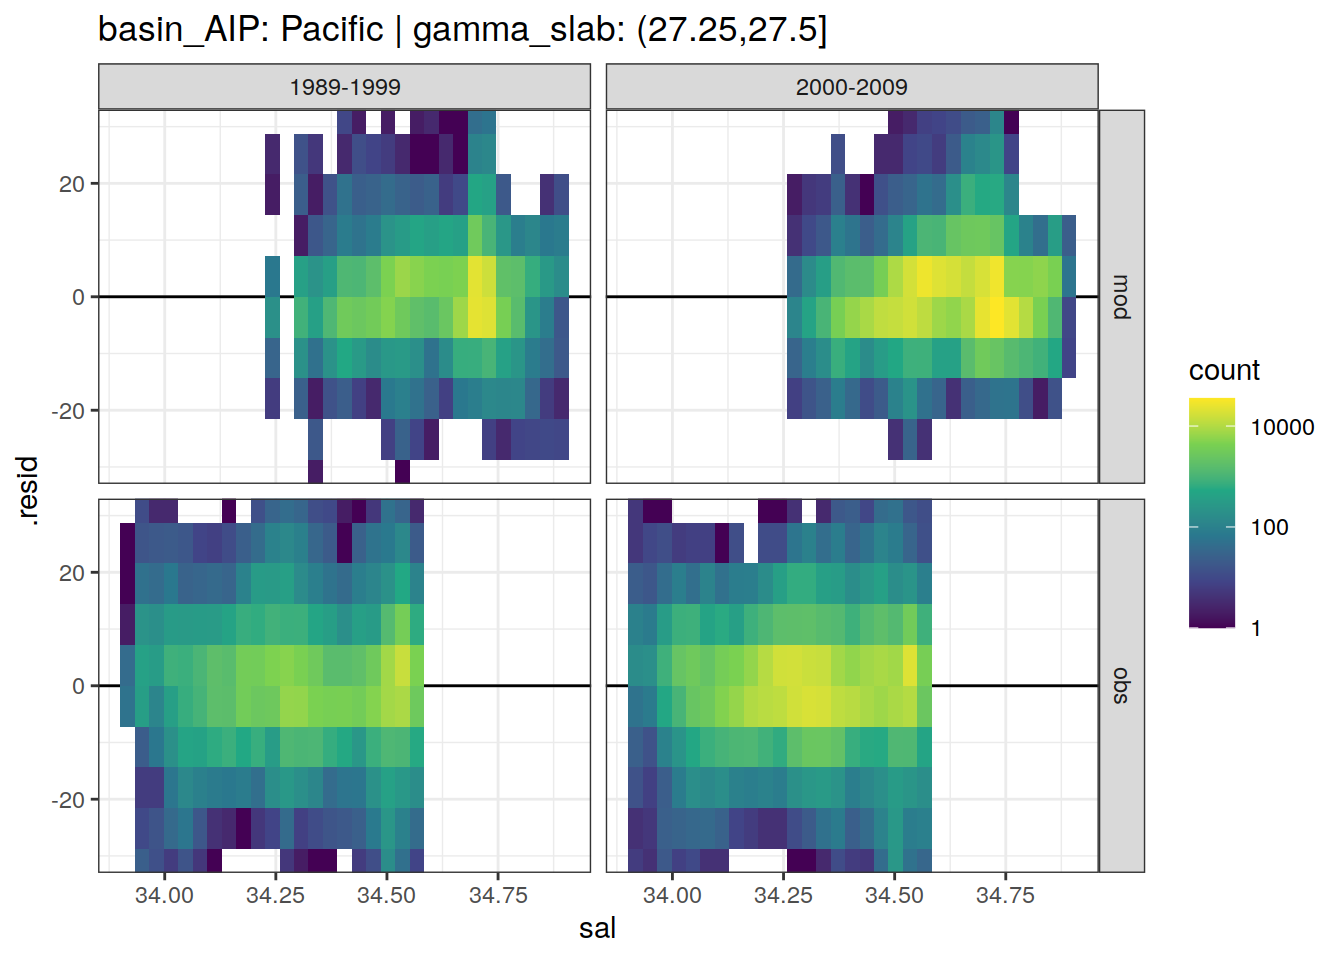 basin_AIP: Pacific | gamma_slab: (27.25,27.5]
1989-1999
2000-2009
20
0
-20
mod
20
0
-20
obs
.resid
34.00 34.25 34.50 34.75
34.00 34.25 34.50 34.75
sal
count
10000
100
1